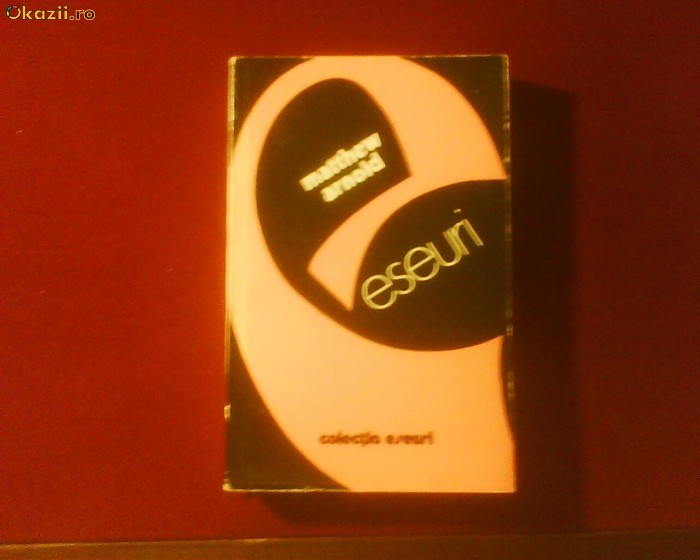 Okazii.ro
matthew
arnold
eseuri
colecția eseuri